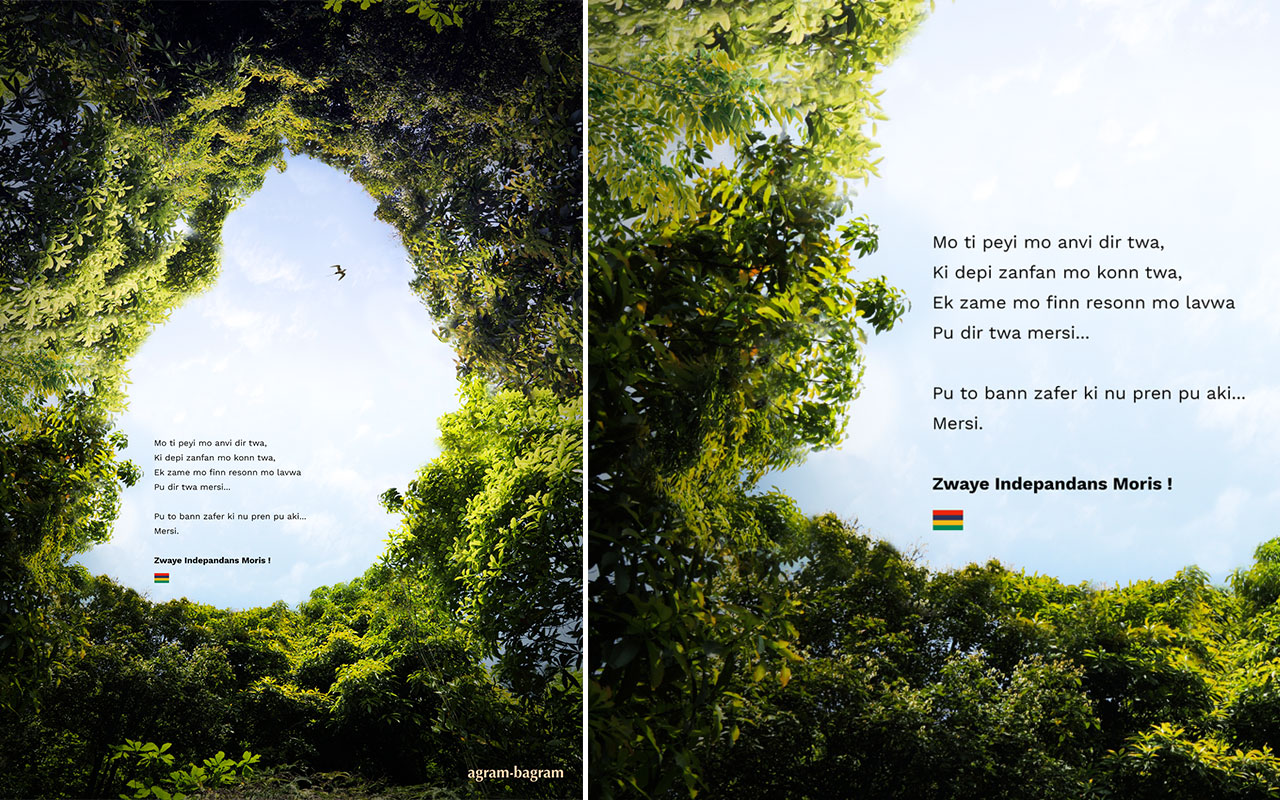 Mo ti peyi mo anvi dir twa,
Ki depi zanfan mo konn twa,
Ek zame mo finn resonn mo lavwa
Pu dir twa mersi...
Pu to bann zafer ki nu pren pu aki...
Mersi.
Zwaye Indepandans Moris !
agram-bagram
Mo ti peyi mo anvi dir twa,
Ki depi zanfan mo konn twa,
Ek zame mo finn resonn mo lavwa
Pu dir twa mersi...
Pu to bann zafer ki nu pren pu aki...
Mersi.
Zwaye Indepandans Moris !